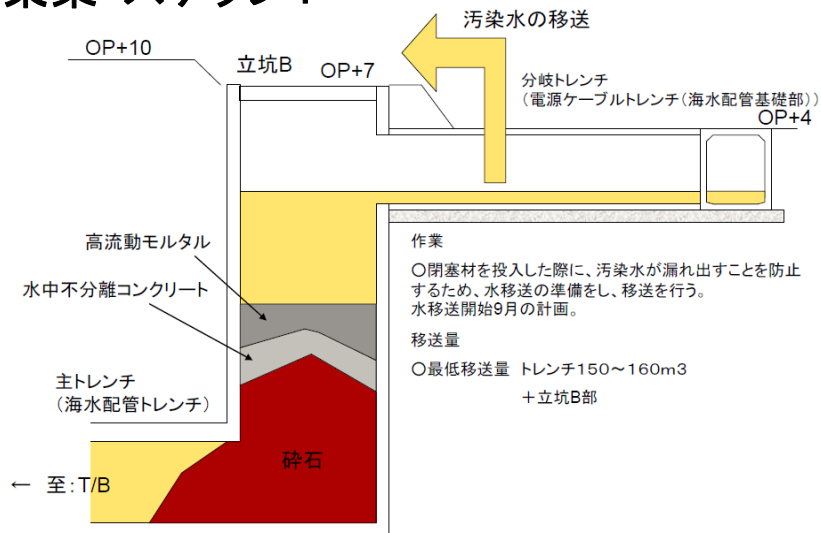 OP+10
立坑B
OP+7
汚染水の移送
分岐トレンチ
（電源ケーブルトレンチ（海水配管基礎部））
OP+4
高流動モルタル
水中不分離コンクリート
主トレンチ
（海水配管トレンチ）
砕石
← 至：T/B
作業
○閉塞材を投入した際に、汚染水が漏れ出すことを防止
するため、水移送の準備をし、移送を行う。
水移送開始9月の計画。
移送量
○最低移送量 トレンチ150～160m3
＋立坑B部